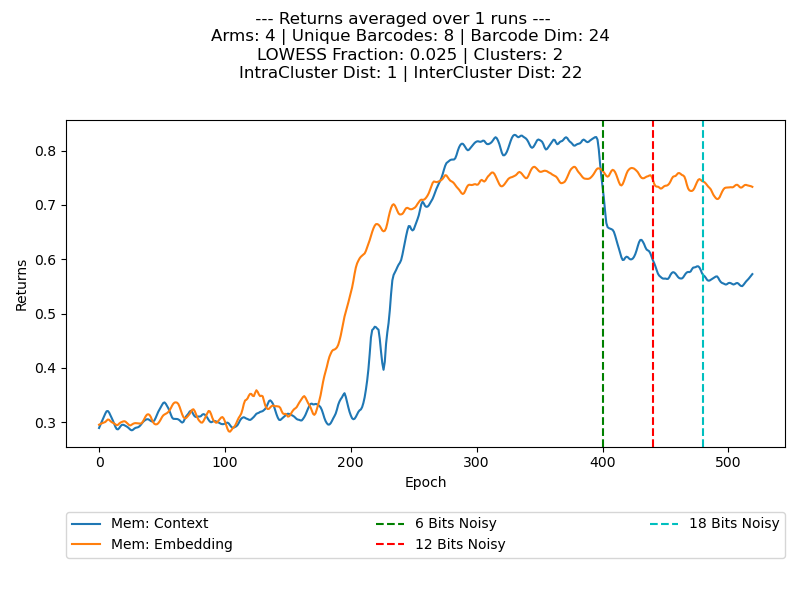 --- Returns averaged over 1 runs ---
Arms: 4 | Unique Barcodes: 8 | Barcode Dim: 24
LOWESS Fraction: 0.025 | Clusters: 2
IntraCluster Dist: 1 | InterCluster Dist: 22
0.8
0.7
0.6
0.5
0.4
0.3
Returns
0 100 200 300 400 500
Epoch
Mem: Context
Mem: Embedding
6 Bits Noisy
12 Bits Noisy
18 Bits Noisy